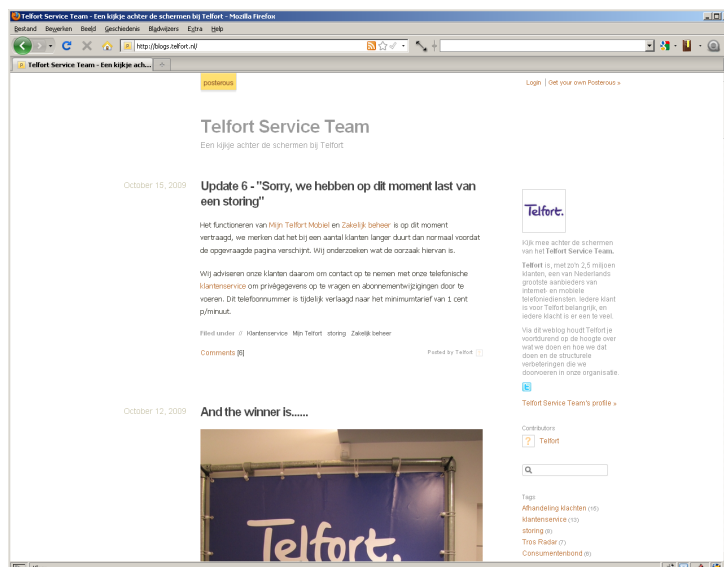 Telfort Service Team - Een kijkje achter de schermen bij Telfort - Mozilla Firefox
Bestand Bewerken Beeld Geschiedenis Bladwijzers Extra Help
http://blogs.telfort.nl/
Telfort Service Team - Een kijkje ach...
posterous
Login | Get your own Posterous »
Telfort Service Team
Een kijkje achter de schermen bij Telfort
October 15, 2009
Update 6 - "Sorry, we hebben op dit moment last van
een storing"
Het functioneren van Mijn Telfort Mobiel en Zakelijk beheer is op dit moment
vertraagd, we merken dat het bij een aantal klanten langer duurt dan normaal voordat
de opgevraagde pagina verschijnt. Wij onderzoeken wat de oorzaak hiervan is.
Wij adviseren onze klanten daarom om contact op te nemen met onze telefonische
klantenservice om privégegevens op te vragen en abonnementwijzigingen door te
voeren. Dit telefoonnummer is tijdelijk verlaagd naar het minimumtarief van 1 cent
p/minuut.
Filed under // Klantenservice Mijn Telfort storing Zakelijk beheer
Comments [6]
Posted by Telfort
October 12, 2009
And the winner is......
Telfort.
Telfort.
Kijk mee achter de schermen
van het Telfort Service Team.
Telfort is, met zo'n 2,5 miljoen
klanten, een van Nederlands
grootste aanbieders van
internet- en mobiele
telefoniediensten. Iedere klant
is voor Telfort belangrijk, en
iedere klacht is er een te veel.
Via dit weblog houdt Telfort je
voortdurend op de hoogte over
wat we doen en hoe we dat
doen en de structurele
verbeteringen die we
doorvoeren in onze organisatie.
Telfort Service Team's profile »
Contributors
? Telfort
Tags
Afhandeling klachten (16)
klantenservice (13)
storing (8)
Tros Radar (7)
Consumentenbond (6)